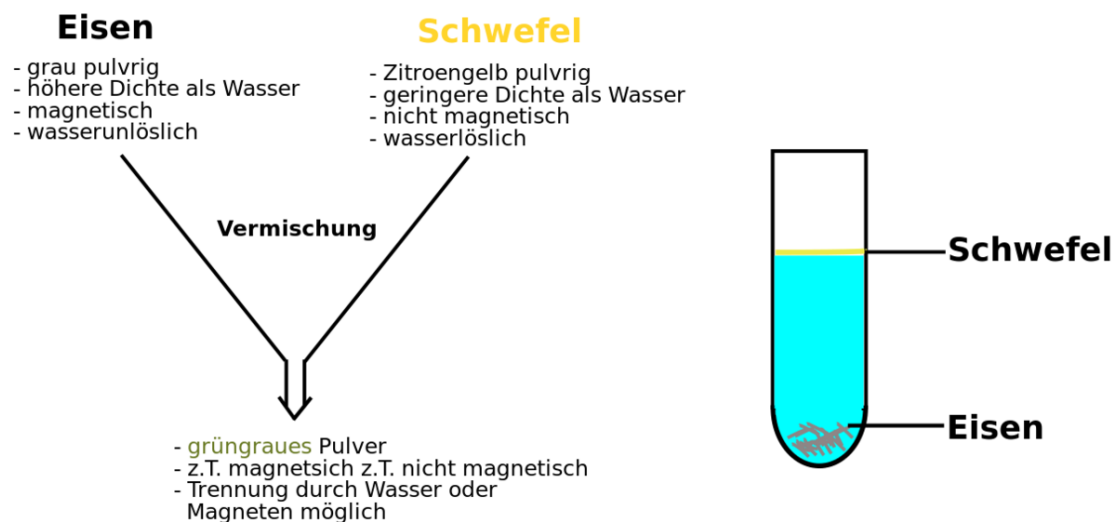 Eisen
- grau pulvrig
- höhere Dichte als Wasser
- magnetisch
- wasserunlöslich
Schwefel
- Zitroengelb pulvrig
- geringere Dichte als Wasser
- nicht magnetisch
- wasserlöslich
Vermischung
- grüngraues Pulver
- z.T. magnetsich z.T. nicht magnetisch
- Trennung durch Wasser oder
Magneten möglich
Schwefel
Eisen